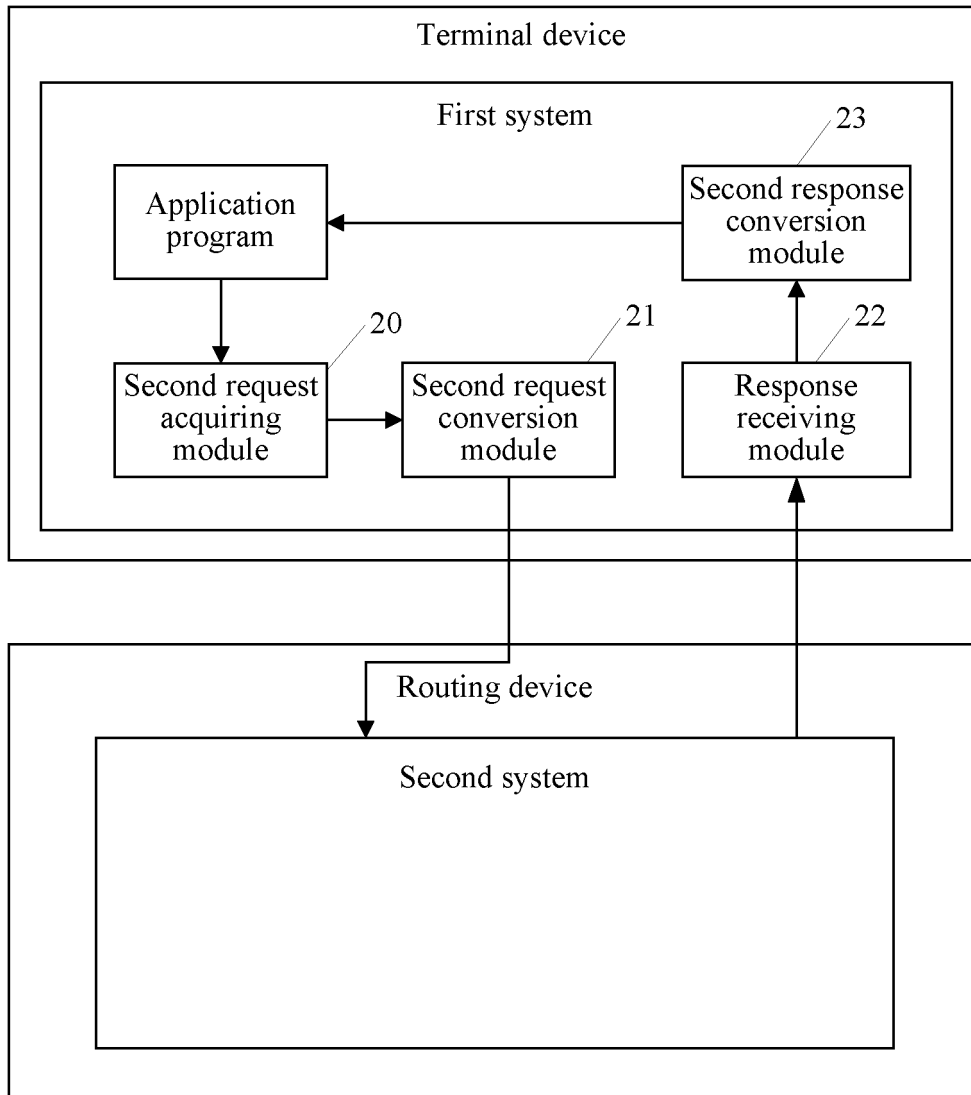 Terminal device
First system
23
Application
program
Second response
conversion
module
20
21
22
Second request
acquiring
module
Second request
conversion
module
Response
receiving
module
Routing device
Second system